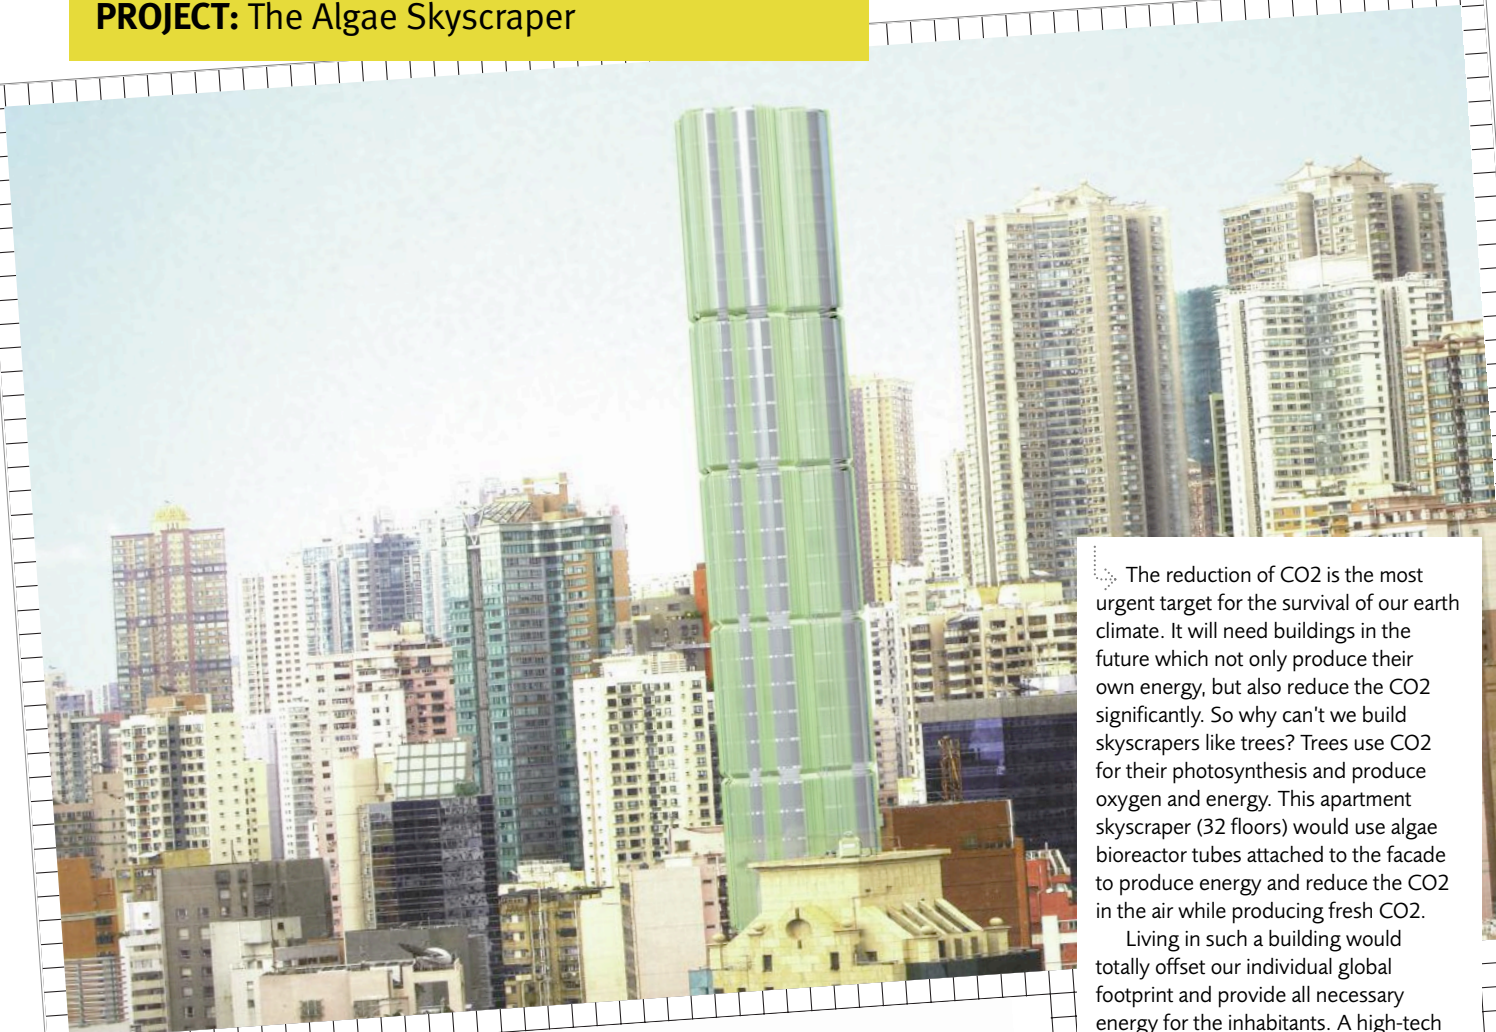 PROJECT: The Algae Skyscraper
The reduction of CO2 is the most
urgent target for the survival of our earth
climate. It will need buildings in the
future which not only produce their
own energy, but also reduce the CO2
significantly. So why can't we build
skyscrapers like trees? Trees use CO2
for their photosynthesis and produce
oxygen and energy. This apartment
skyscraper (32 floors) would use algae
bioreactor tubes attached to the facade
to produce energy and reduce the CO2
in the air while producing fresh CO2.
Living in such a building would
totally offset our individual global
footprint and provide all necessary
energy for the inhabitants. A high-tech